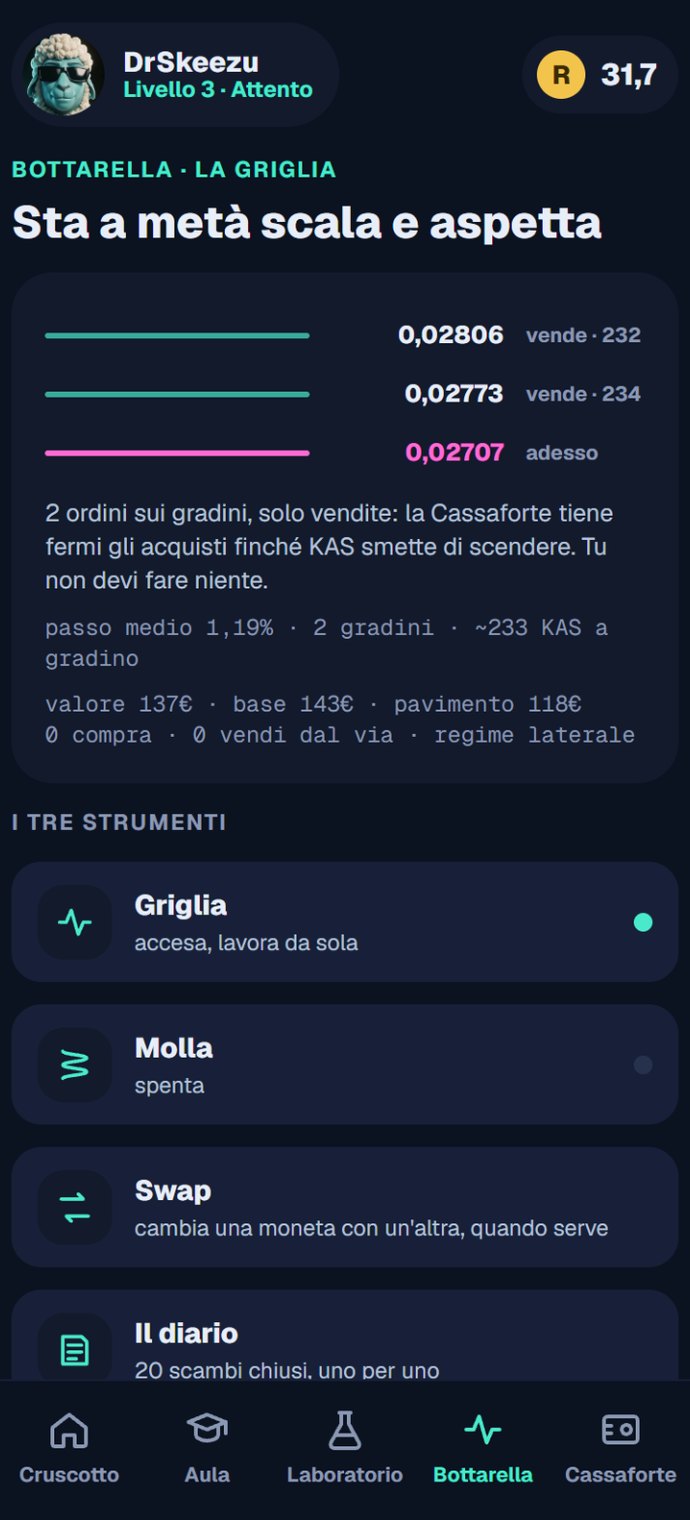 DrSkeezu
Livello 3 · Attento
R 31,7
BOTTARELLA · LA GRIGLIA
Sta a metà scala e aspetta
0,02806 vende · 232
0,02773 vende · 234
0,02707 adesso
2 ordini sui gradini, solo vendite: la Cassaforte tiene
fermi gli acquisti finché KAS smette di scendere. Tu
non devi fare niente.
passo medio 1,19% · 2 gradini · ~233 KAS a
gradino
valore 137€ · base 143€ · pavimento 118€
0 compra · 0 vendi dal via · regime laterale
I TRE STRUMENTI
Griglia
accesa, lavora da sola
Molla
spenta
Swap
cambia una moneta con un'altra, quando serve
Il diario
20 scambi chiusi, uno per uno
Cruscotto Aula Laboratorio Bottarella Cassaforte